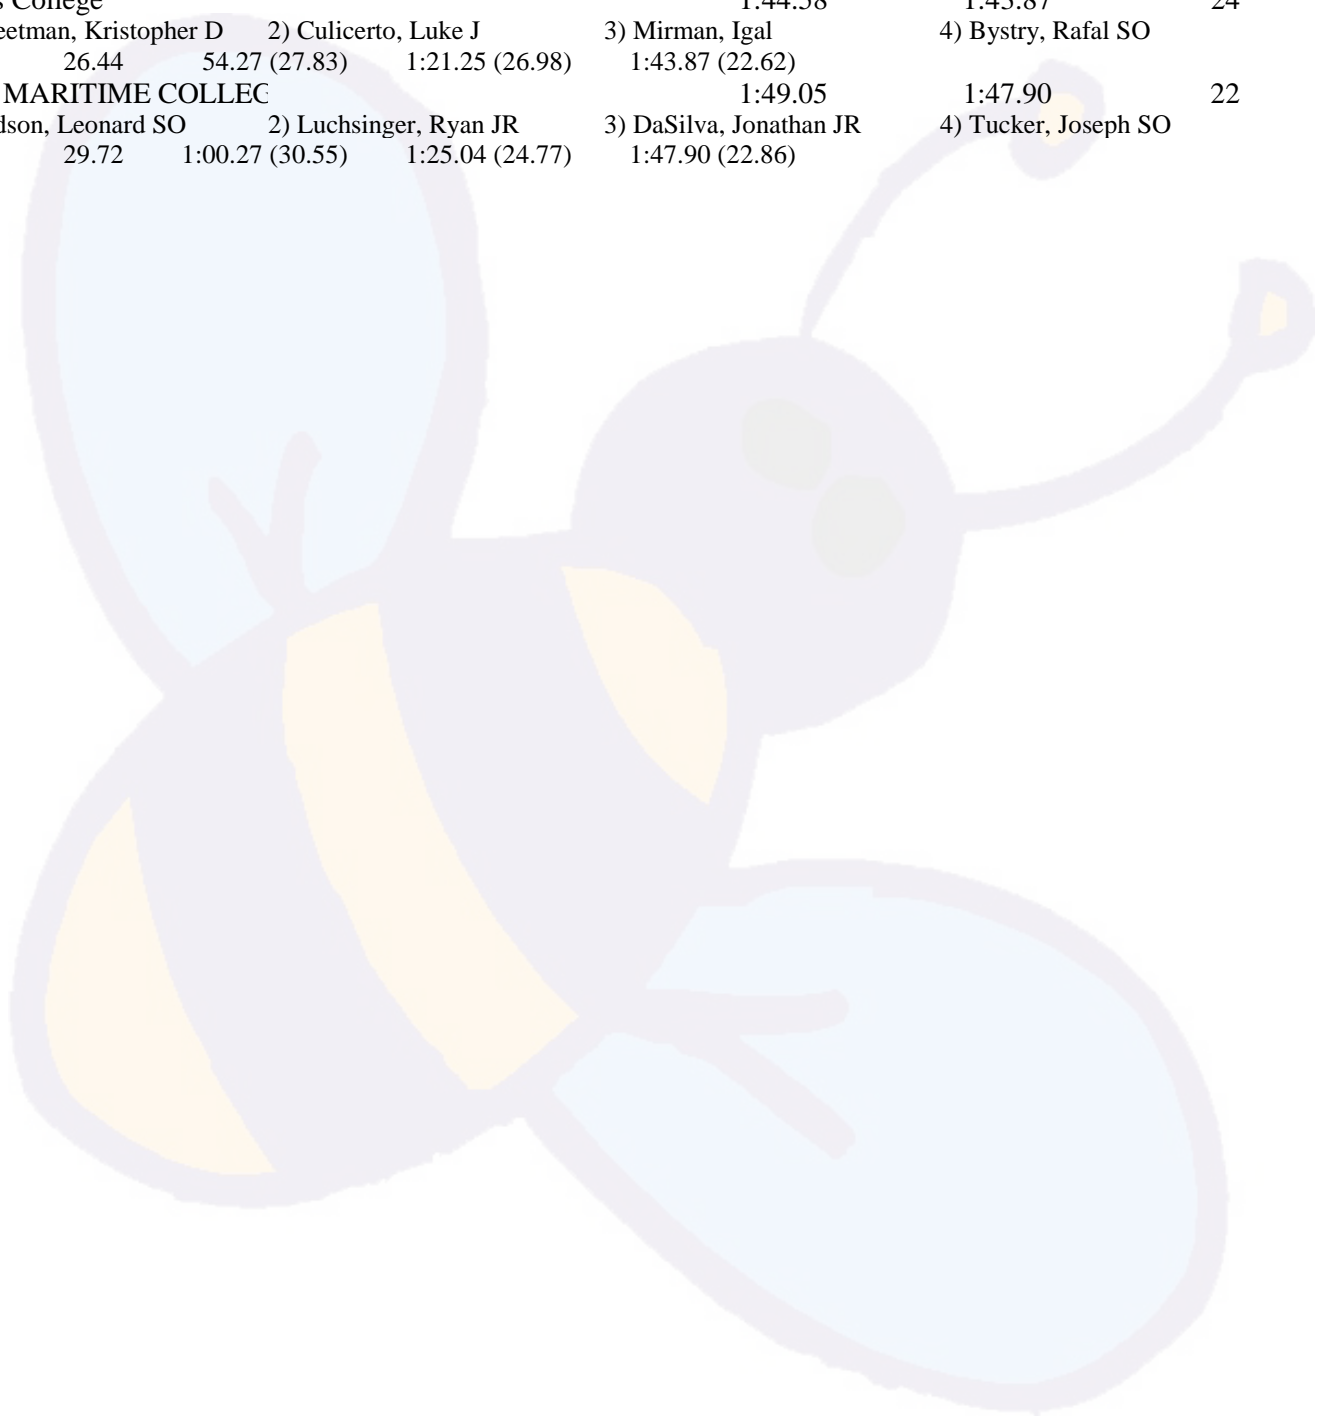 College 1:44.58 1:43.87 24
Kristopher D 2) Culicerto, Luke J 3) Mirman, Igal 4) Bystry, Rafal SO
26.44 54.27 (27.83) 1:21.25 (26.98) 1:43.87 (22.62)
MARITIME COLLEC 1:49.05 1:47.90 22
Leonard SO 2) Luchsinger, Ryan JR 3) DaSilva, Jonathan JR 4) Tucker, Joseph SO
29.72 1:00.27 (30.55) 1:25.04 (24.77) 1:47.90 (22.86)